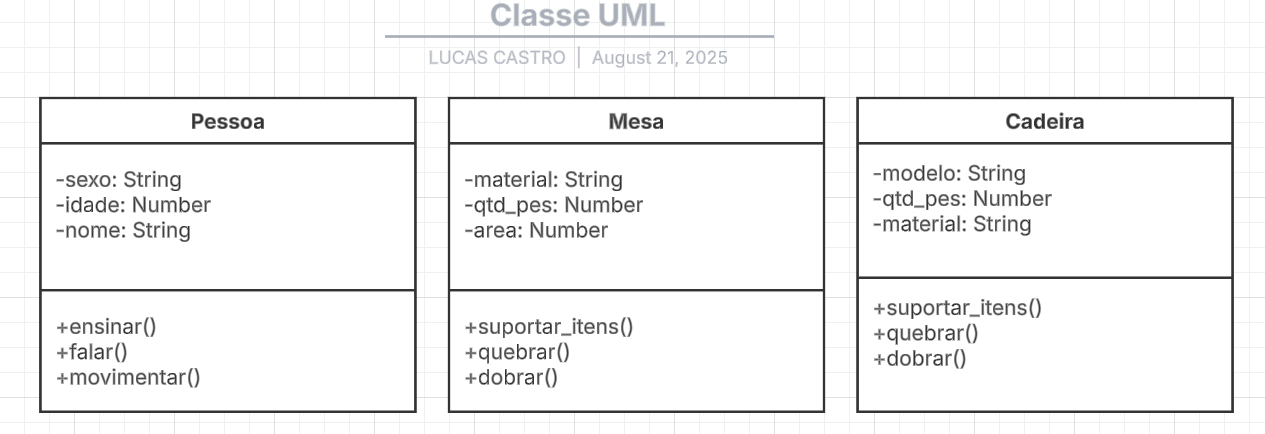 Classe UML
LUCAS CASTRO | August 21, 2025
Pessoa
-sexo: String
-idade: Number
-nome: String
+ensinar()
+falar()
+movimentar()
Mesa
-material: String
-qtd_pes: Number
-area: Number
+suportar_itens()
+quebrar()
+dobrar()
Cadeira
-modelo: String
-qtd_pes: Number
-material: String
+suportar_itens()
+quebrar()
+dobrar()